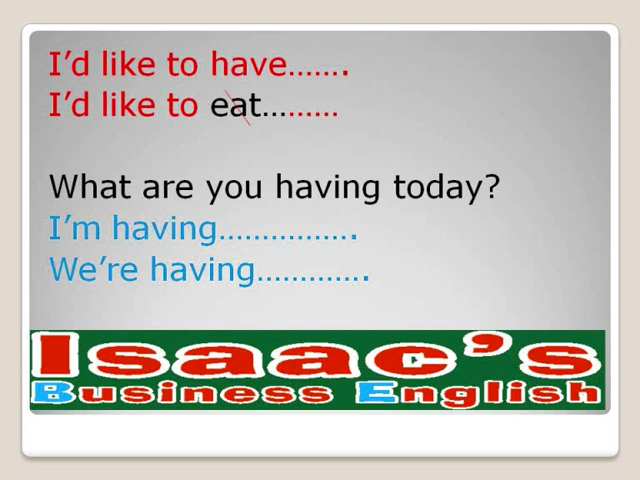 I’d like to have…….
I’d like to eat………
What are you having today?
I’m having…………….
We’re having………….
Isaac’s
Business English